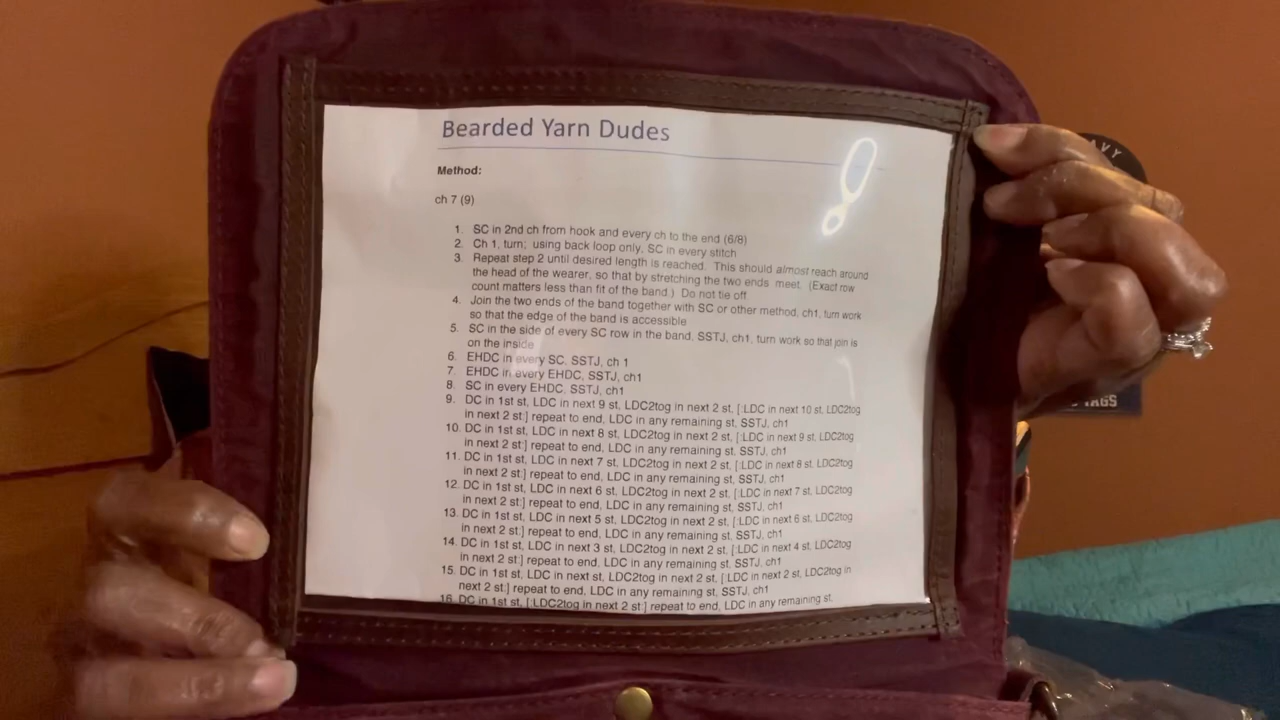 Bearded Yarn Dudes
Method:
ch 7 (9)
1. SC in 2nd ch from hook and every ch to the end (6/8)
2. Ch 1, turn; using back loop only, SC in every stitch
3. Repeat step 2 until desired length is reached. This should almost reach around
the head of the wearer, so that by stretching the two ends meet. (Exact row
count matters less than fit of the band.) Do not tie off
4. Join the two ends of the band together with SC or other method, ch1, turn work
so that the edge of the band is accessible
5. SC in the side of every SC row in the band, SSTJ, ch1, turn work so that join is
on the inside
6. EHDC in every SC, SSTJ, ch 1
7. EHDC in every EHDC, SSTJ, ch1
8. SC in every EHDC, SSTJ, ch1
9. DC in 1st st, LDC in next 9 st, LDC2tog in next 2 st, [:LDC in next 10 st, LDC2tog
in next 2 st:] repeat to end, LDC in any remaining st, SSTJ, ch1
10. DC in 1st st, LDC in next 8 st, LDC2tog in next 2 st, [:LDC in next 9 st, LDC2tog
in next 2 st:] repeat to end, LDC in any remaining st, SSTJ, ch1
11. DC in 1st st, LDC in next 7 st, LDC2tog in next 2 st, [:LDC in next 8 st, LDC2tog
in next 2 st:] repeat to end, LDC in any remaining st, SSTJ, ch1
12. DC in 1st st, LDC in next 6 st, LDC2tog in next 2 st, [:LDC in next 7 st, LDC2tog
in next 2 st:] repeat to end, LDC in any remaining st, SSTJ, ch1
13. DC in 1st st, LDC in next 5 st, LDC2tog in next 2 st, [:LDC in next 6 st, LDC2tog
in next 2 st:] repeat to end, LDC in any remaining st, SSTJ, ch1
14. DC in 1st st, LDC in next 3 st, LDC2tog in next 2 st, [:LDC in next 4 st, LDC2tog
in next 2 st:] repeat to end, LDC in any remaining st, SSTJ, ch1
15. DC in 1st st, LDC in next st, LDC2tog in next 2 st, [:LDC in next 2 st, LDC2tog in
next 2 st:] repeat to end, LDC in any remaining st, SSTJ, ch1
16. DC in 1st st, [:LDC2tog in next 2 st:] repeat to end, LDC in any remaining st,